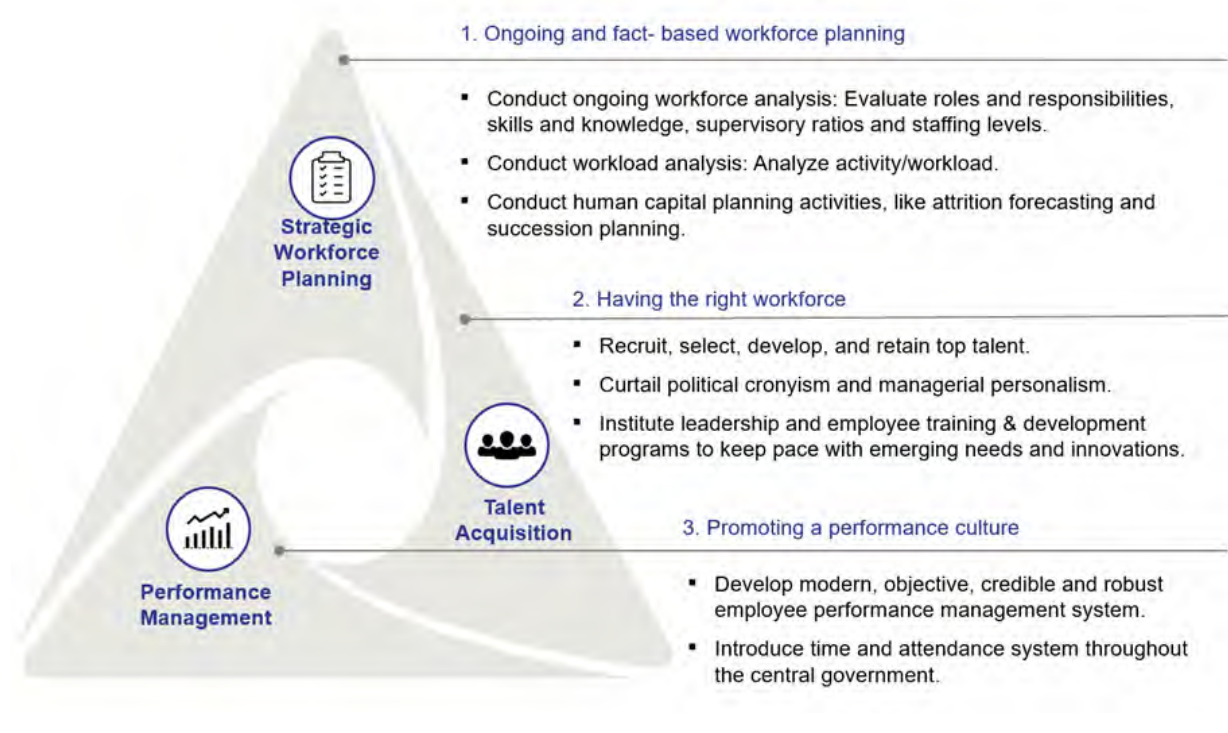 1. Ongoing and fact- based workforce planning
▪ Conduct ongoing workforce analysis: Evaluate roles and responsibilities,
skills and knowledge, supervisory ratios and staffing levels.
▪ Conduct workload analysis: Analyze activity/workload.
▪ Conduct human capital planning activities, like attrition forecasting and
succession planning.
Strategic
Workforce
Planning
2. Having the right workforce
▪ Recruit, select, develop, and retain top talent.
▪ Curtail political cronyism and managerial personalism.
▪ Institute leadership and employee training & development
programs to keep pace with emerging needs and innovations.
Talent
Acquisition
3. Promoting a performance culture
▪ Develop modern, objective, credible and robust
employee performance management system.
▪ Introduce time and attendance system throughout
the central government.
Performance
Management